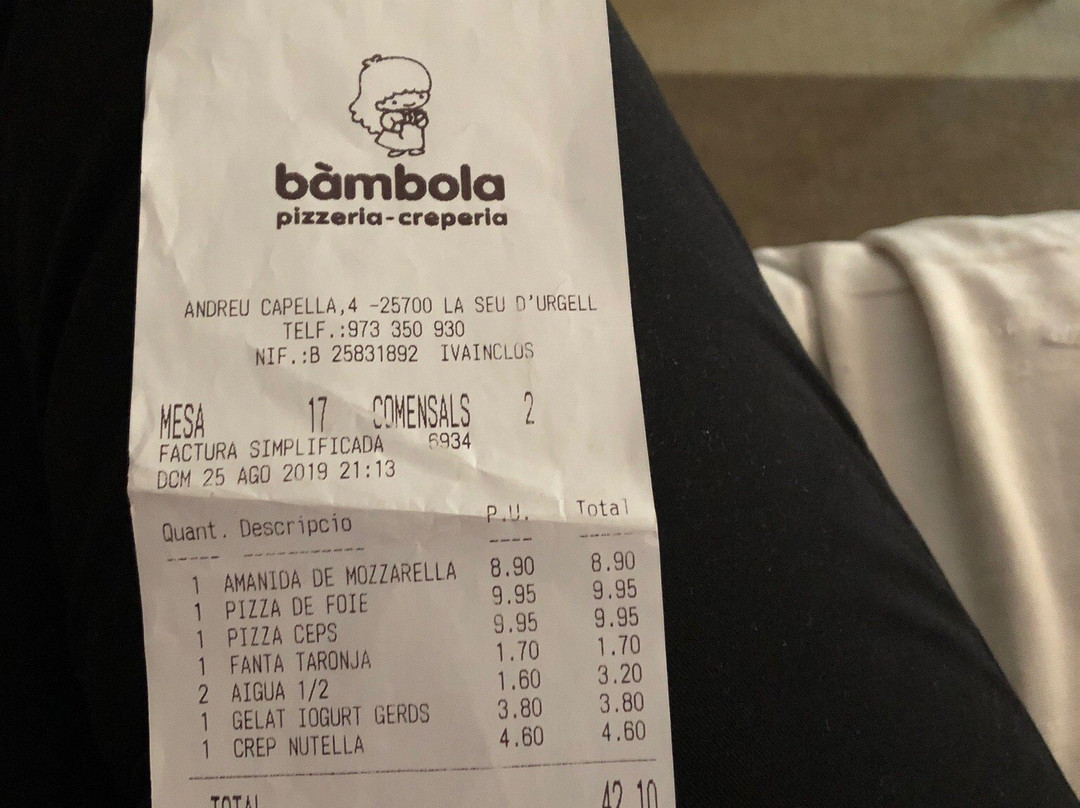 bàmbola
pizzeria-creperia
ANDREU CAPELLA,4 -25700 LA SEU D'URGELL
TELF.:973 350 930
NIF.:B 25831892 IVAINCLOS
MESA 17 COMENSALS 2
FACTURA SIMPLIFICADA 6934
DCM 25 AGO 2019 21:13
Quant. Descripcio P.U. Total
1 AMANIDA DE MOZZARELLA 8.90 8.90
1 PIZZA DE FOIE 9.95 9.95
1 PIZZA CEPS 9.95 9.95
1 FANTA TARONJA 1.70 1.70
2 AIGUA 1/2 1.60 3.20
1 GELAT IOGURT GERDS 3.80 3.80
1 CREP NUTELLA 4.60 4.60
TOTAL 42.10